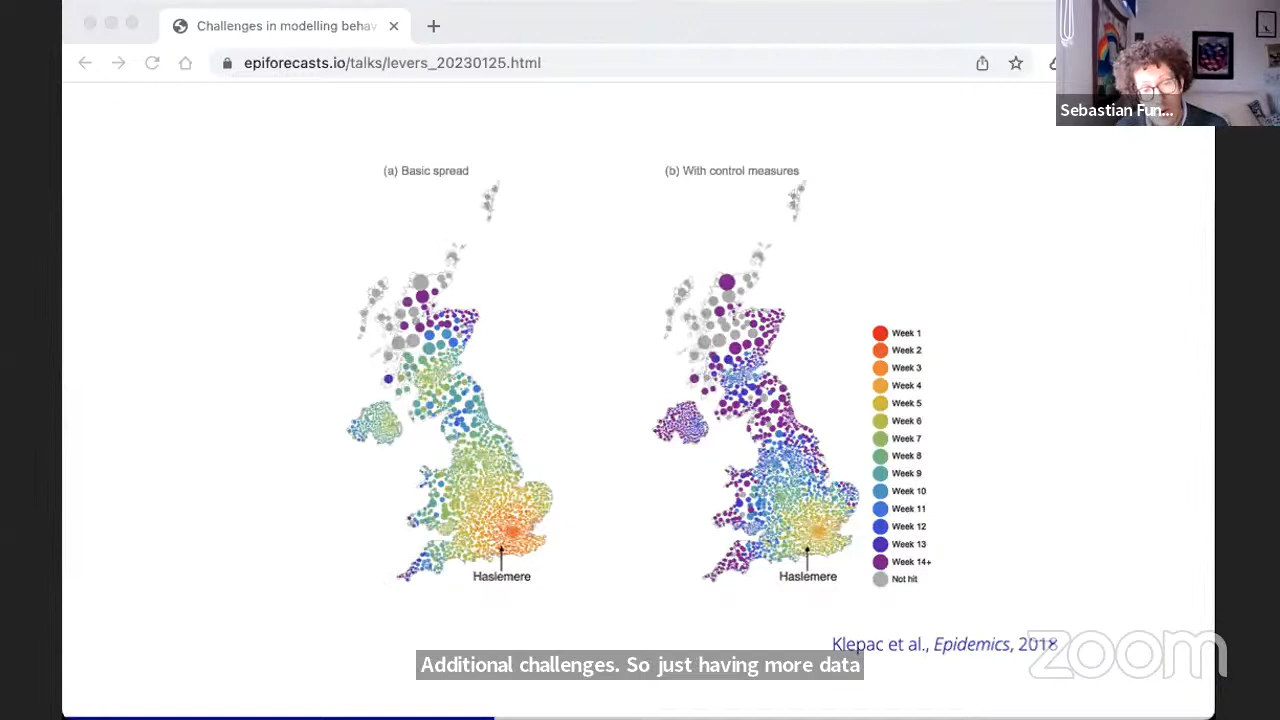 Challenges in modelling behav
epiforecasts.io/talks/levers_20230125.html
Sebastian Fun...
(a) Basic spread
(b) With control measures
Week 1
Week 2
Week 3
Week 4
Week 5
Week 6
Week 7
Week 8
Week 9
Week 10
Week 11
Week 12
Week 13
Week 14+
Not hit
Haslemere
Haslemere
Klepac et al., Epidemics, 2018
zoom
Additional challenges. So just having more data